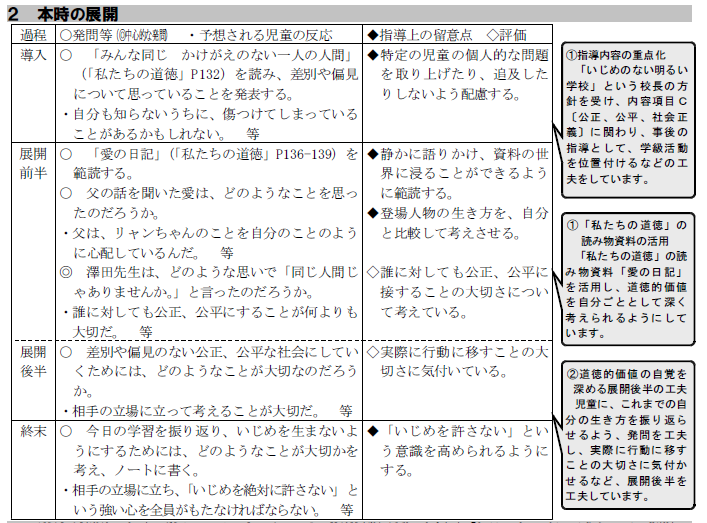 ２ 本時の展開
過程
○発問等(◎中心的な発問) ・予想される児童の反応
◆指導上の留意点 ◇評価
導入
○ 「みんな同じ かけがえのない一人の人間」
（「私たちの道徳」P132）を読み、差別や偏見
について思っていることを発表する。
・自分も知らないうちに、傷つけてしまっている
ことがあるかもしれない。 等
◆特定の児童の個人的な問題
を取り上げたり、追及した
りしないよう配慮する。
展開
前半
○ 「愛の日記」（「私たちの道徳」P136-139）を
範読する。
○ 父の話を聞いた愛は、どのようなことを思っ
たのだろうか。
・父は、リャンちゃんのことを自分のことのよう
に心配しているんだ。 等
◎ 澤田先生は、どのような思いで「同じ人間じ
ゃありませんか。」と言ったのだろうか。
・誰に対しても公正、公平にすることが何よりも
大切だ。 等
◆静かに語りかけ、資料の世
界に浸ることができるよう
に範読する。
◆登場人物の生き方を、自分
と比較して考えさせる。
◇誰に対しても公正、公平に
接することの大切さについ
て考えている。
展開
後半
○ 差別や偏見のない公正、公平な社会にしてい
くためには、どのようなことが大切なのだろう
か。
・相手の立場に立って考えることが大切だ。 等
◇実際に行動に移すことの大
切さに気付いている。
終末
○ 今日の学習を振り返り、いじめを生まないよ
うにするためには、どのようなことが大切かを
考え、ノートに書く。
・相手の立場に立ち、「いじめを絶対に許さない」と
いう強い心を全員がもたなければならない。 等
◆「いじめを許さない」とい
う意識を高められるように
する。
①指導内容の重点化
「いじめのない明るい
学校」という校長の方
針を受け、内容項目Ｃ
〔公正、公平、社会正
義〕に関わり、事後の
指導として、学級活動
を位置付けるなどの工
夫をしています。
①「私たちの道徳」の
読み物資料の活用
「私たちの道徳」の読
み物資料「愛の日記」
を活用し、道徳的価値
を自分ごととして深く
考えられるようにして
います。
②道徳的価値の自覚を
深める展開後半の工夫
児童に、これまでの自
分の生き方を振り返ら
せるよう、発問を工夫
し、実際に行動に移す
ことの大切さに気付か
せるなど、展開後半を
工夫しています。